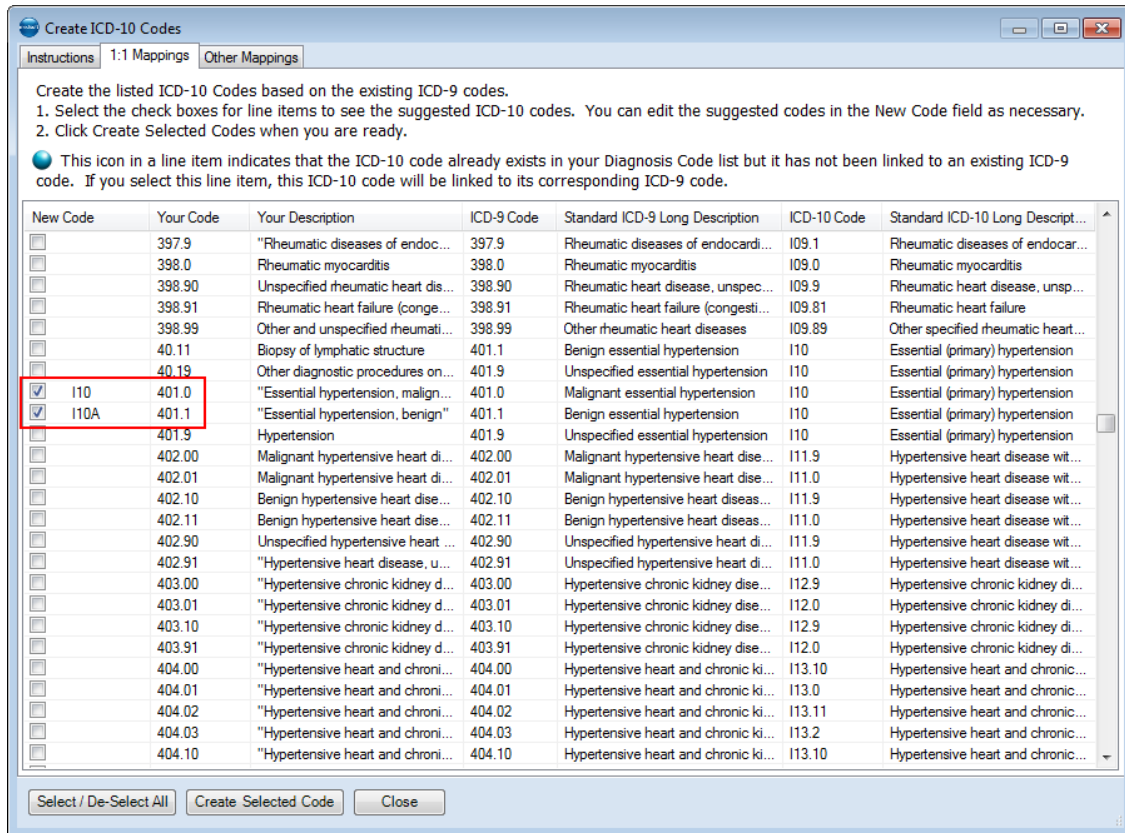 Create ICD-10 Codes
Instructions 1:1 Mappings Other Mappings
Create the listed ICD-10 Codes based on the existing ICD-9 codes.
1. Select the check boxes for line items to see the suggested ICD-10 codes. You can edit the suggested codes in the New Code field as necessary.
2. Click Create Selected Codes when you are ready.
This icon in a line item indicates that the ICD-10 code already exists in your Diagnosis Code list but it has not been linked to an existing ICD-9
code. If you select this line item, this ICD-10 code will be linked to its corresponding ICD-9 code.
New Code Your Code Your Description ICD-9 Code Standard ICD-9 Long Description ICD-10 Code Standard ICD-10 Long Descript...
397.9 "Rheumatic diseases of endoc... 397.9 Rheumatic diseases of endocardi... I09.1 Rheumatic diseases of endocar...
398.0 Rheumatic myocarditis 398.0 Rheumatic myocarditis I09.0 Rheumatic myocarditis
398.90 Unspecified rheumatic heart dis... 398.90 Rheumatic heart disease, unspec... I09.9 Rheumatic heart disease, unsp...
398.91 Rheumatic heart failure (conge... 398.91 Rheumatic heart failure (congesti... I09.81 Rheumatic heart failure
398.99 Other and unspecified rheumati... 398.99 Other rheumatic heart diseases I09.89 Other specified rheumatic heart...
40.11 Biopsy of lymphatic structure 401.1 Benign essential hypertension I10 Essential (primary) hypertension
40.19 Other diagnostic procedures on... 401.9 Unspecified essential hypertension I10 Essential (primary) hypertension
I10 401.0 "Essential hypertension, malign... 401.0 Malignant essential hypertension I10 Essential (primary) hypertension
I10A 401.1 "Essential hypertension, benign" 401.1 Benign essential hypertension I10 Essential (primary) hypertension
401.9 Hypertension 401.9 Unspecified essential hypertension I10 Essential (primary) hypertension
402.00 Malignant hypertensive heart di... 402.00 Malignant hypertensive heart dise... I11.9 Hypertensive heart disease wit...
402.01 Malignant hypertensive heart di... 402.01 Malignant hypertensive heart dise... I11.0 Hypertensive heart disease wit...
402.10 Benign hypertensive heart dise... 402.10 Benign hypertensive heart diseas... I11.9 Hypertensive heart disease wit...
402.11 Benign hypertensive heart dise... 402.11 Benign hypertensive heart diseas... I11.0 Hypertensive heart disease wit...
402.90 Unspecified hypertensive heart ... 402.90 Unspecified hypertensive heart di... I11.9 Hypertensive heart disease wit...
402.91 "Hypertensive heart disease, u... 402.91 Unspecified hypertensive heart di... I11.0 Hypertensive heart disease wit...
403.00 "Hypertensive chronic kidney d... 403.00 Hypertensive chronic kidney dise... I12.9 Hypertensive chronic kidney di...
403.01 "Hypertensive chronic kidney d... 403.01 Hypertensive chronic kidney dise... I12.0 Hypertensive chronic kidney di...
403.10 "Hypertensive chronic kidney d... 403.10 Hypertensive chronic kidney dise... I12.9 Hypertensive chronic kidney di...
403.91 "Hypertensive chronic kidney d... 403.91 Hypertensive chronic kidney dise... I12.0 Hypertensive chronic kidney di...
404.00 "Hypertensive heart and chroni... 404.00 Hypertensive heart and chronic ki... I13.10 Hypertensive heart and chronic...
404.01 "Hypertensive heart and chroni... 404.01 Hypertensive heart and chronic ki... I13.0 Hypertensive heart and chronic...
404.02 "Hypertensive heart and chroni... 404.02 Hypertensive heart and chronic ki... I13.11 Hypertensive heart and chronic...
404.03 "Hypertensive heart and chroni... 404.03 Hypertensive heart and chronic ki... I13.2 Hypertensive heart and chronic...
404.10 "Hypertensive heart and chroni... 404.10 Hypertensive heart and chronic ki... I13.10 Hypertensive heart and chronic...
Select / De-Select All Create Selected Code Close